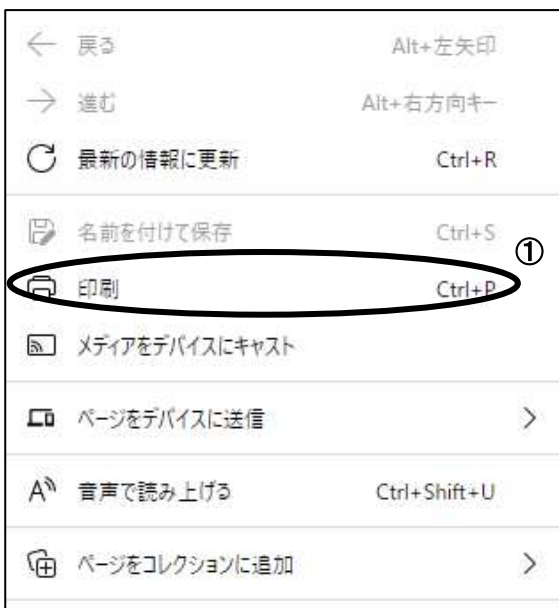 戻る Alt+左矢印
進む Alt+右方向キー
最新の情報に更新 Ctrl+R
名前を付けて保存 Ctrl+S
①
印刷 Ctrl+P
メディアをデバイスにキャスト
ページをデバイスに送信
音声で読み上げる Ctrl+Shift+U
ページをコレクションに追加